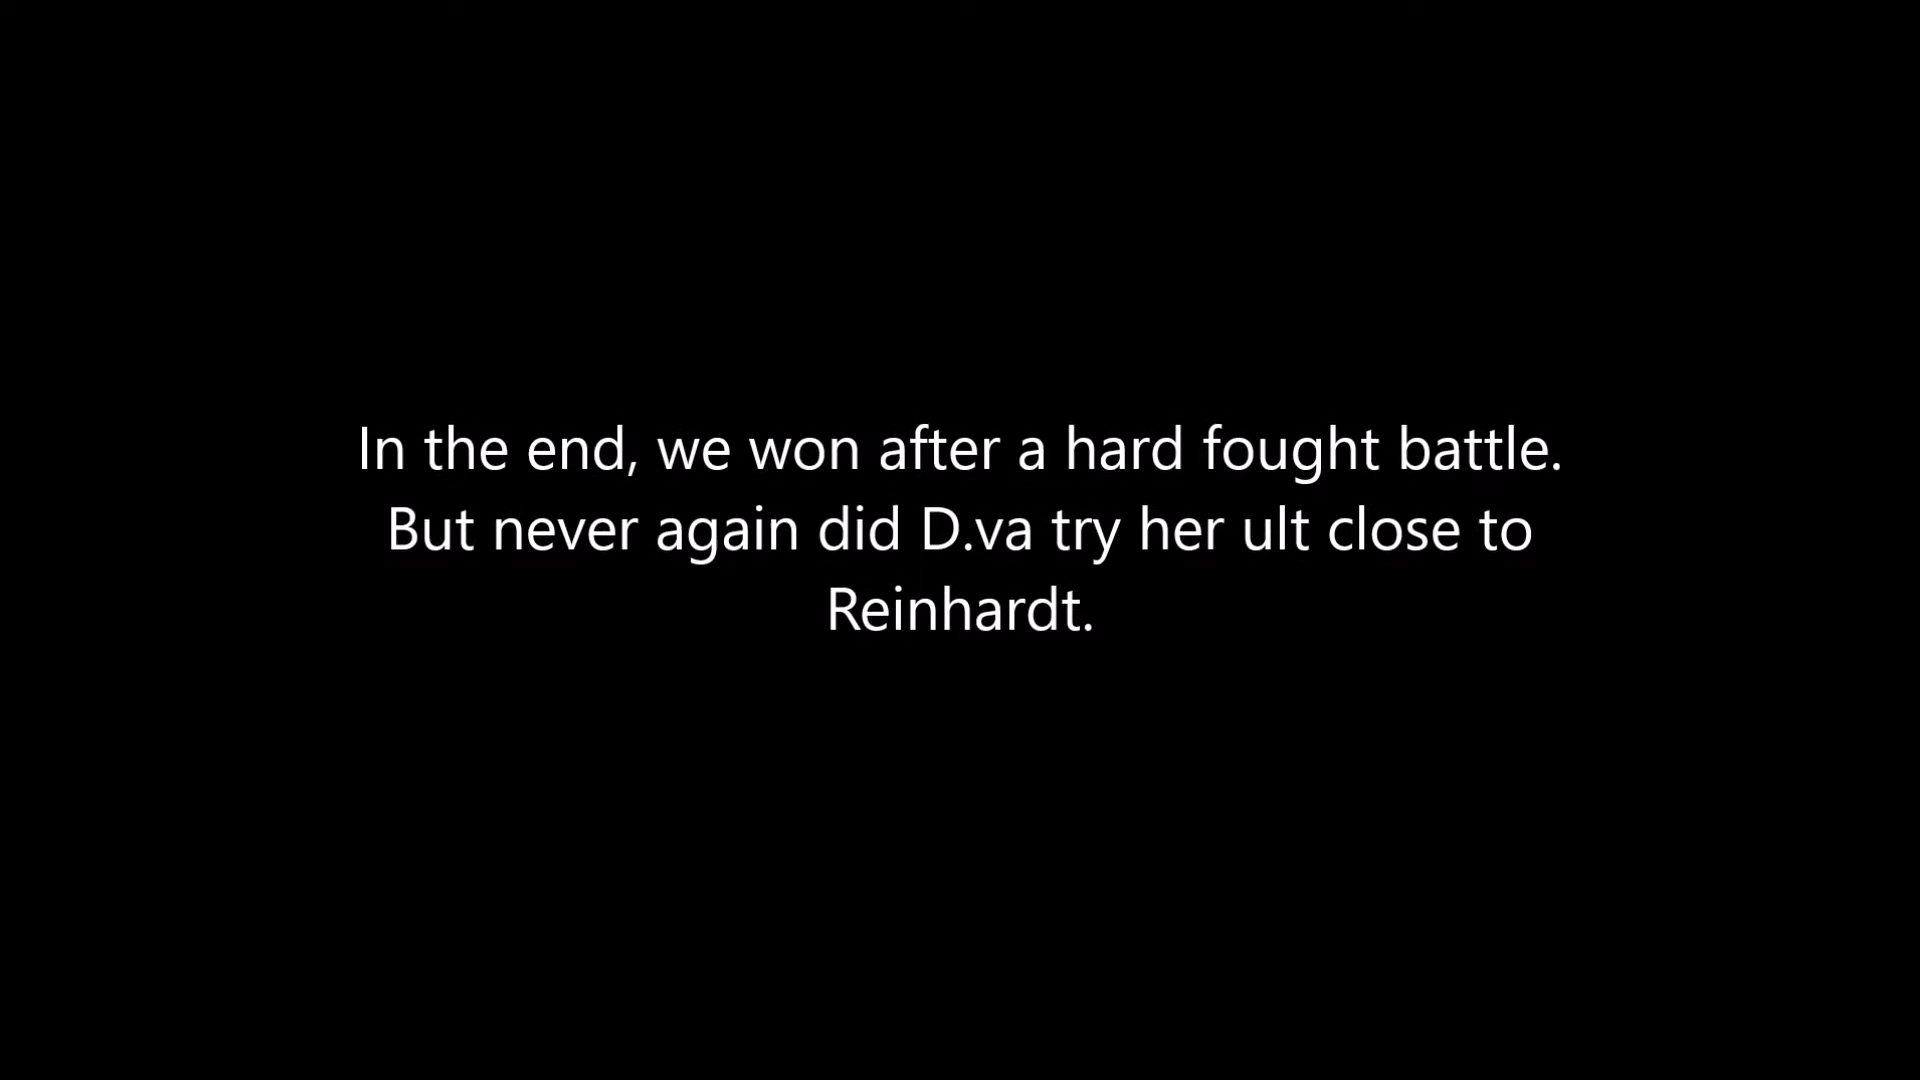 In the end, we won after a hard fought battle.
But never again did D.va try her ult close to
Reinhardt.